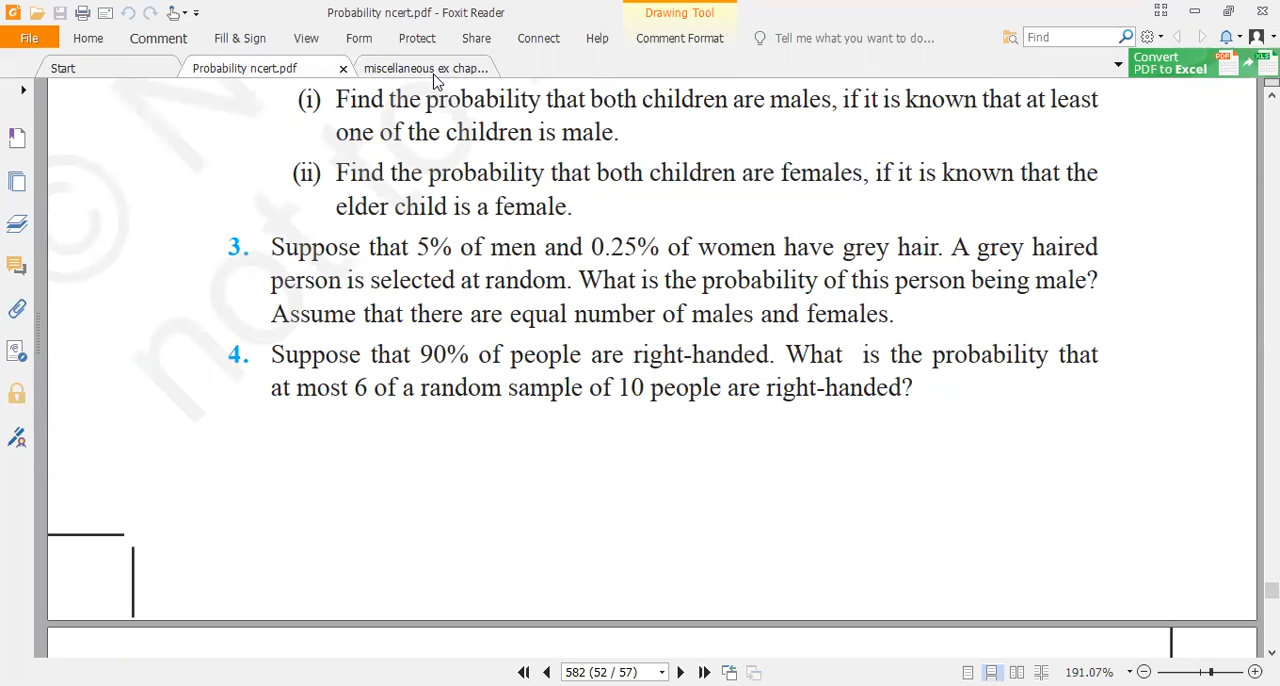 Probability ncert.pdf - Foxit Reader
Drawing Tool
File
Home
Comment
Fill & Sign
View
Form
Protect
Share
Connect
Help
Comment Format
Tell me what you want to do...
Find
Start
Probability ncert.pdf
miscellaneous ex chap...
Convert
PDF to Excel
(i) Find the probability that both children are males, if it is known that at least
one of the children is male.
(ii) Find the probability that both children are females, if it is known that the
elder child is a female.
3. Suppose that 5% of men and 0.25% of women have grey hair. A grey haired
person is selected at random. What is the probability of this person being male?
Assume that there are equal number of males and females.
4. Suppose that 90% of people are right-handed. What is the probability that
at most 6 of a random sample of 10 people are right-handed?
© N
not to
582 (52 / 57)
191.07%